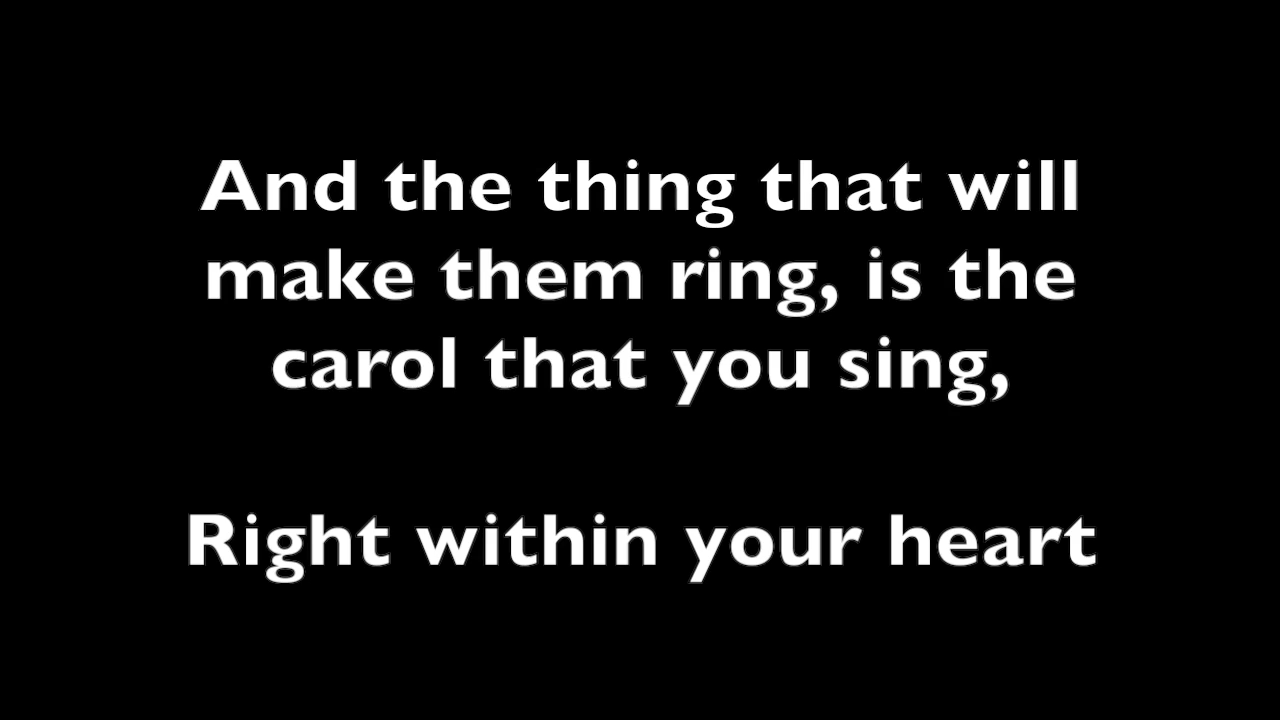 And the thing that will
make them ring, is the
carol that you sing,
Right within your heart